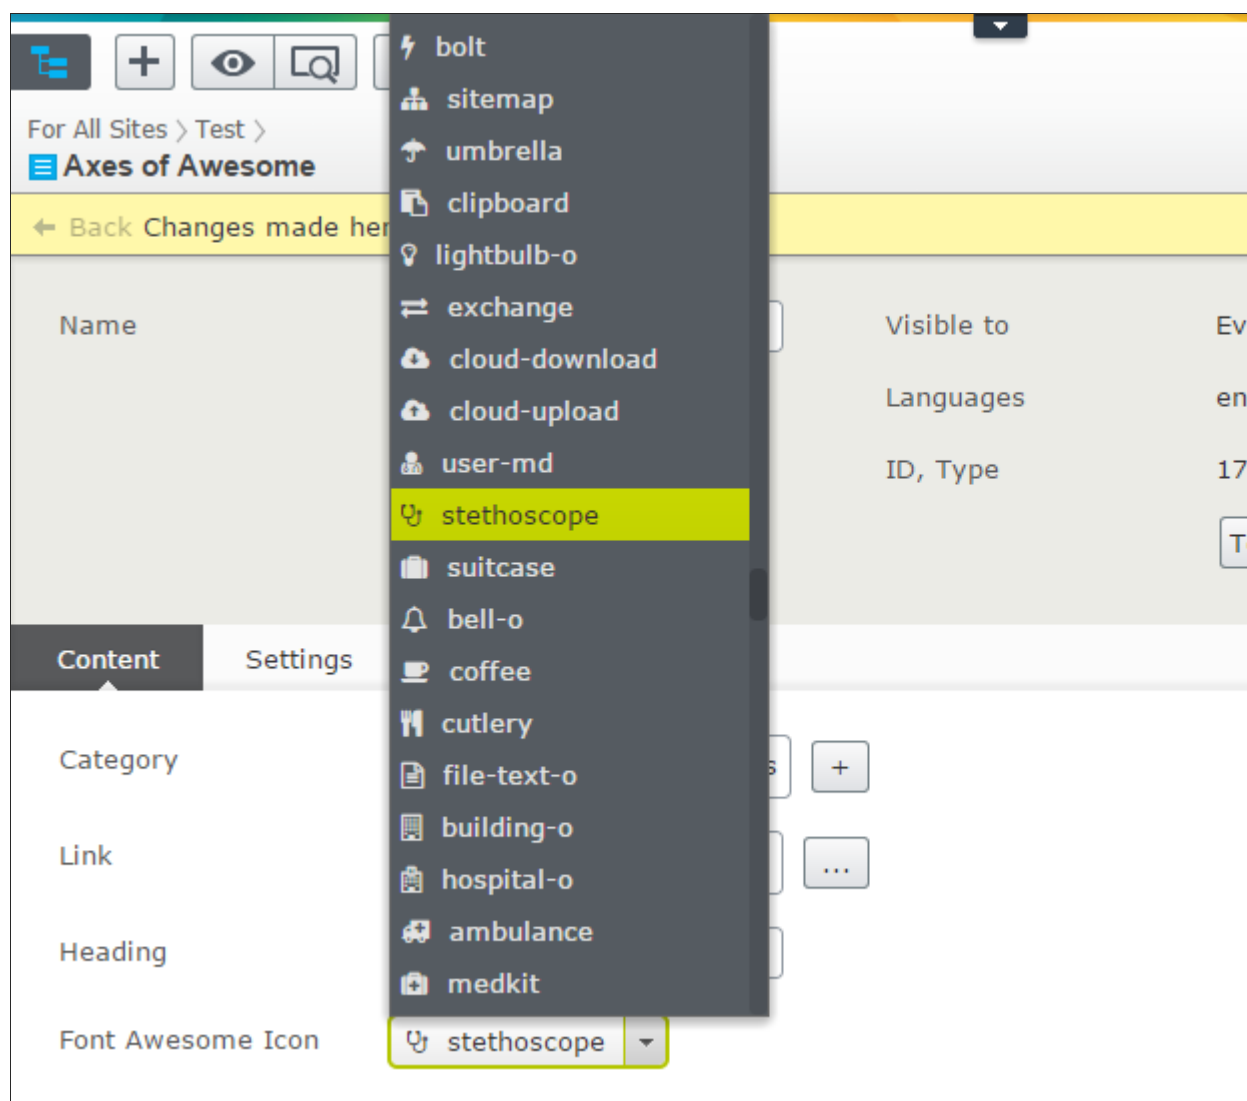 For All Sites > Test >
Axes of Awesome
Back Changes made
Name
Visible to
Languages
en
ID, Type
17
Content
Settings
Category
+
Link
...
Heading
Font Awesome Icon
stethoscope
bolt
sitemap
umbrella
clipboard
lightbulb-o
exchange
cloud-download
cloud-upload
user-md
stethoscope
suitcase
bell-o
coffee
cutlery
file-text-o
building-o
hospital-o
ambulance
medkit